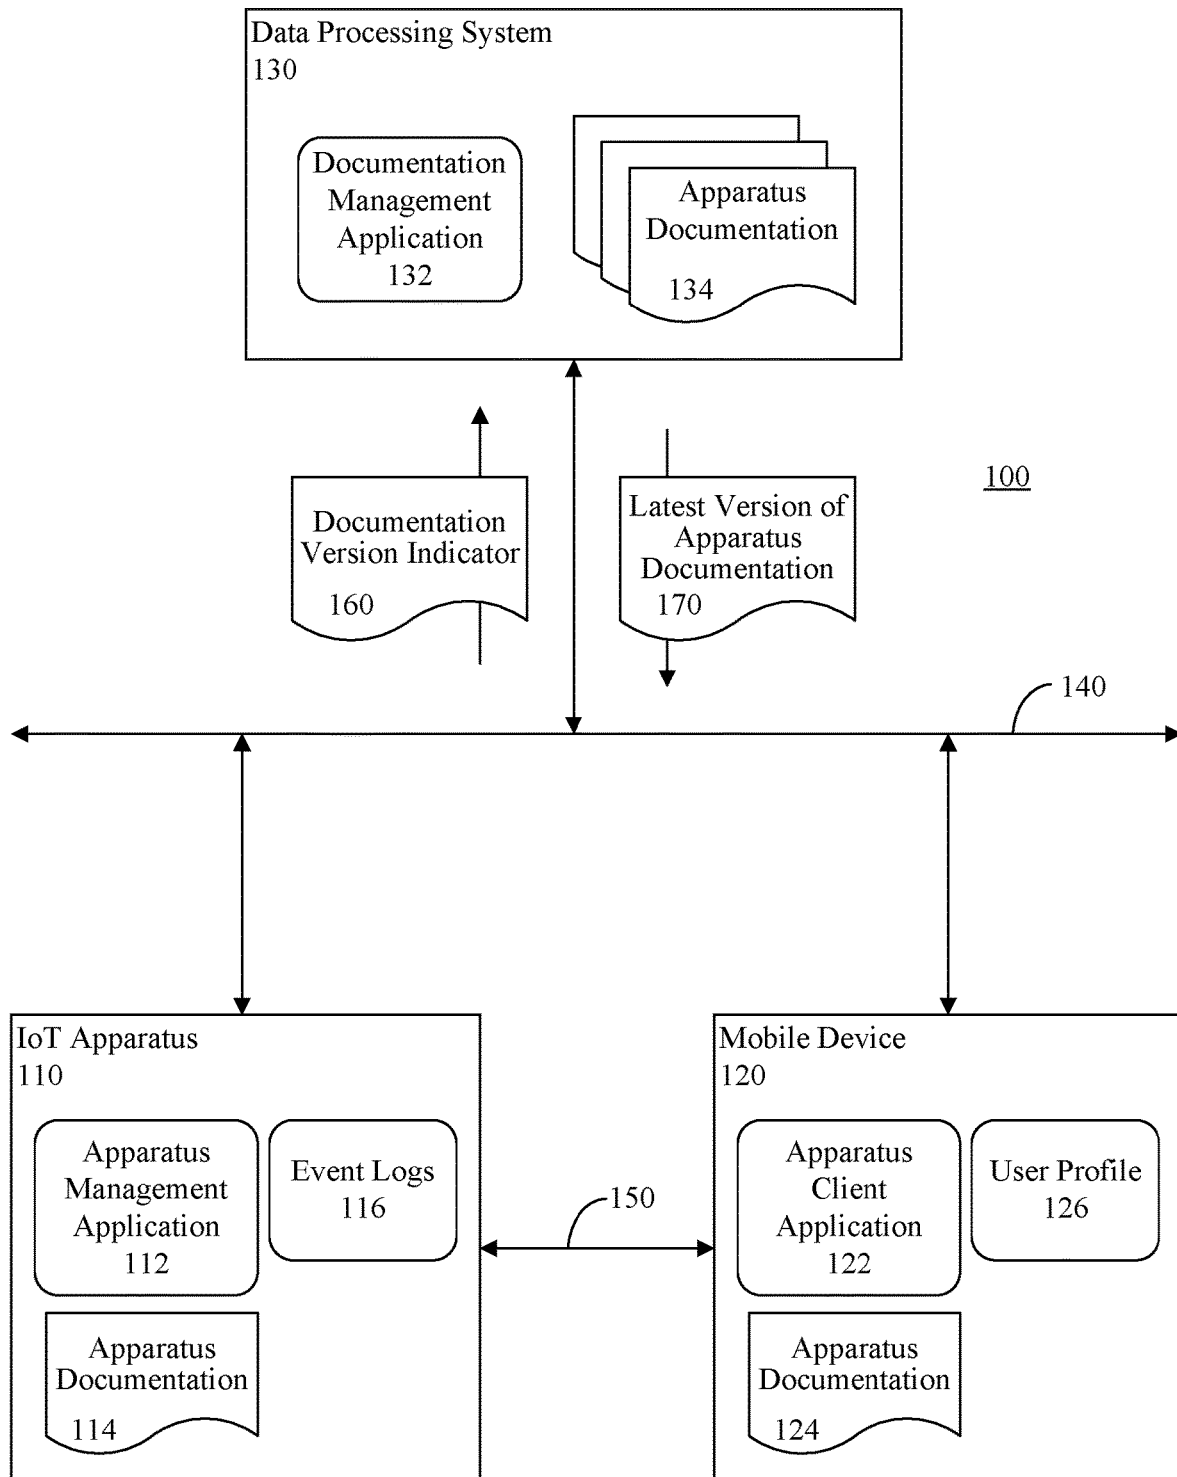 Data Processing System
130
Documentation
Management
Application
132
Apparatus
Documentation
134
Documentation
Version Indicator
160
Latest Version of
Apparatus
Documentation
170
100
140
IoT Apparatus
110
Apparatus
Management
Application
112
Event Logs
116
Apparatus
Documentation
114
150
Mobile Device
120
Apparatus
Client
Application
122
User Profile
126
Apparatus
Documentation
124